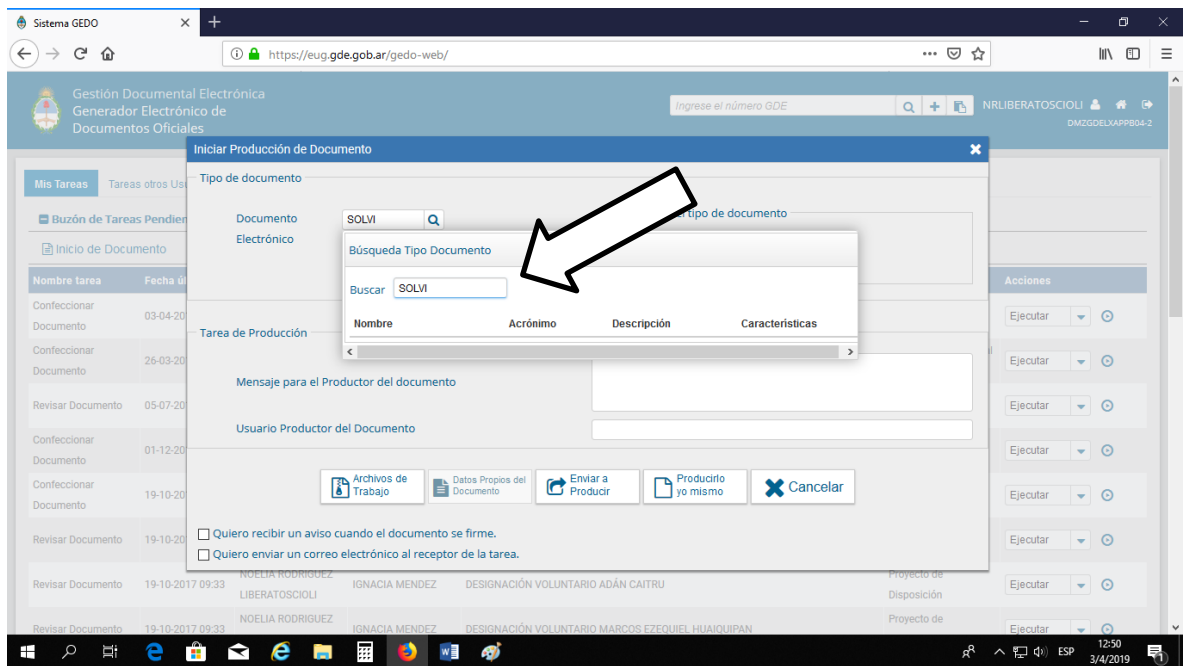 Sistema GEDO
https://eug.gde.gob.ar/gedo-web/
Gestión Documental Electrónica
Generador Electrónico de
Documentos Oficiales
Ingrese el número GDE
NRLIBERATOSCIOLI
DMZGDELXAPPB04-2
Iniciar Producción de Documento
Mis Tareas
Tareas otros Us
Buzón de Tareas Pendien
Inicio de Documento
Tipo de documento
Documento
Electrónico
SOLVI
el tipo de documento
Búsqueda Tipo Documento
Buscar SOLVI
Nombre Acrónimo Descripción Caracteristicas
Nombre tarea Fecha úl Acciones
Confeccionar
Documento
03-04-20
Ejecutar
Confeccionar
Documento
26-03-20
Ejecutar
Revisar Documento 05-07-20 Ejecutar
Confeccionar
Documento
01-12-20
Ejecutar
Confeccionar
Documento
19-10-20
Ejecutar
Revisar Documento 19-10-20 Ejecutar
Tarea de Producción
Mensaje para el Productor del documento
Usuario Productor del Documento
Archivos de
Trabajo
Datos Propios del
Documento
Enviar a
Producir
Producirlo
yo mismo
Cancelar
Quiero recibir un aviso cuando el documento se firme.
Quiero enviar un correo electrónico al receptor de la tarea.
Revisar Documento 19-10-2017 09:33
NOELIA RODRIGUEZ
LIBERATOSCIOLI
IGNACIA MENDEZ DESIGNACIÓN VOLUNTARIO ADÁN CAITRU
Proyecto de
Disposición
Ejecutar
Revisar Documento 19-10-2017 09:33
NOELIA RODRIGUEZ
IGNACIA MENDEZ DESIGNACIÓN VOLUNTARIO MARCOS EZEQUIEL HUAIQUIPAN
Proyecto de
Ejecutar
ESP
12:50
3/4/2019